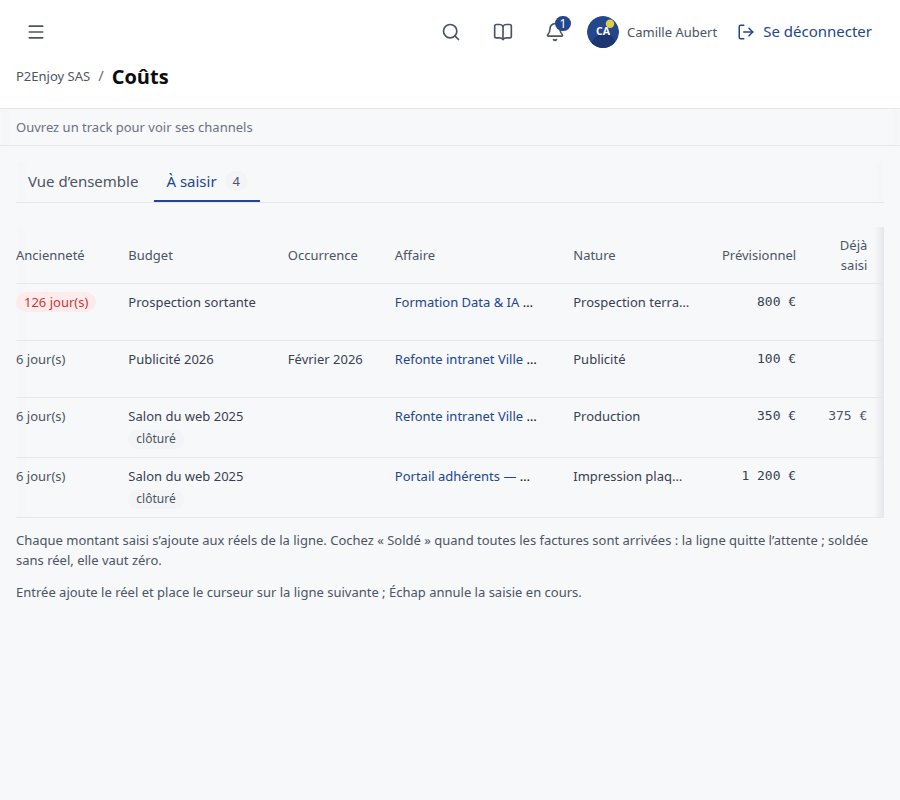 1
CA
Camille Aubert
Se déconnecter
P2Enjoy SAS / Coûts
Ouvrez un track pour voir ses channels
Vue d’ensemble
À saisir 4
Ancienneté Budget Occurrence Affaire Nature Prévisionnel Déjà saisi
126 jour(s) Prospection sortante Formation Data & IA ... Prospection terra... 800 €
6 jour(s) Publicité 2026 Février 2026 Refonte intranet Ville ... Publicité 100 €
6 jour(s) Salon du web 2025 Refonte intranet Ville ... Production 350 € 375 €
clôturé
6 jour(s) Salon du web 2025 Portail adhérents — ... Impression plaq... 1 200 €
clôturé
Chaque montant saisi s’ajoute aux réels de la ligne. Cochez « Soldé » quand toutes les factures sont arrivées : la ligne quitte l’attente ; soldée
sans réel, elle vaut zéro.
Entrée ajoute le réel et place le curseur sur la ligne suivante ; Échap annule la saisie en cours.